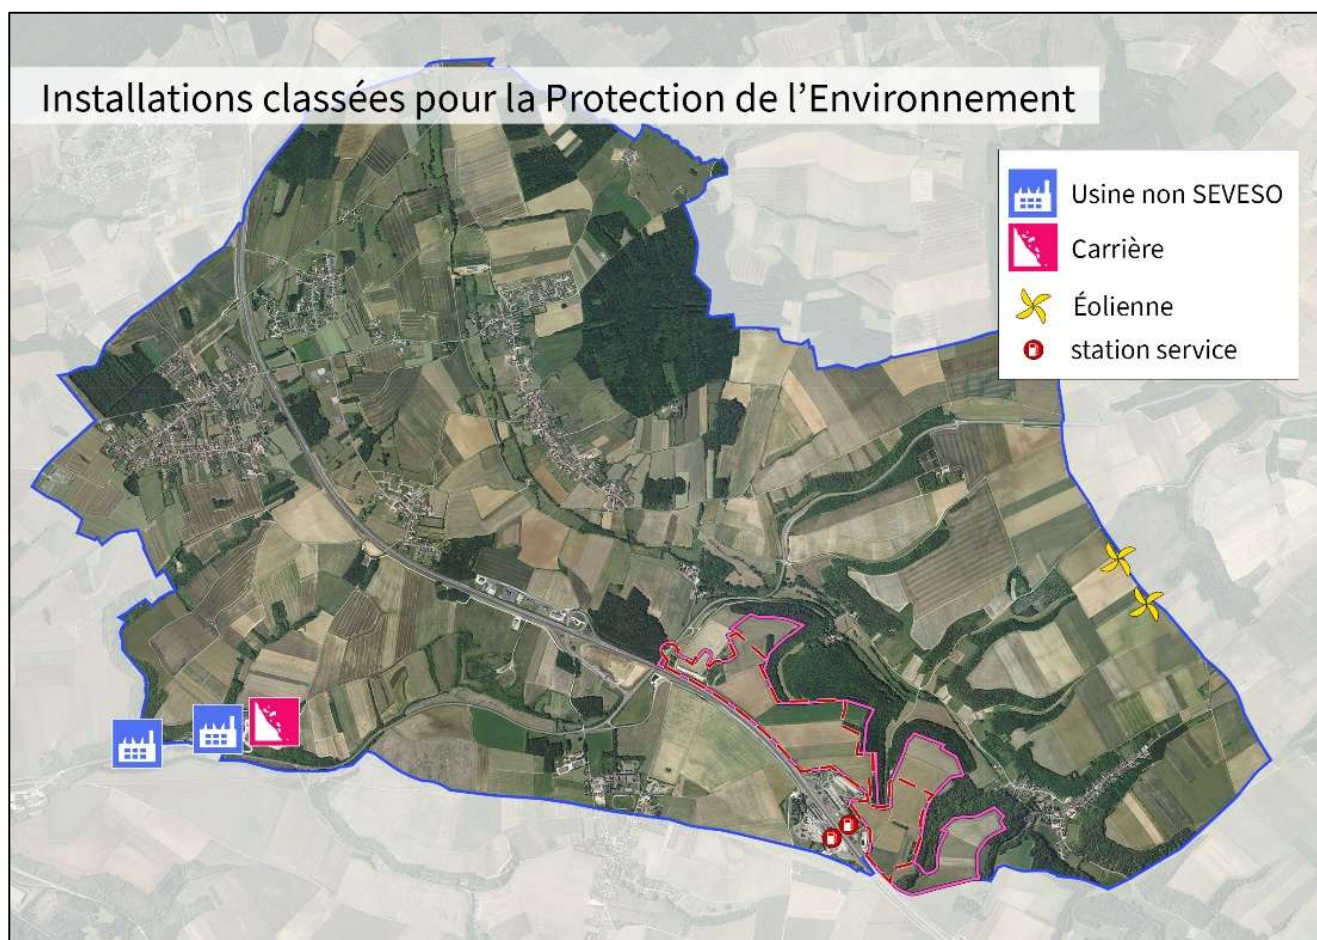 Installations classées pour la Protection de l'Environnement
Usine non SEVESO
Carrière
Éolienne
station service